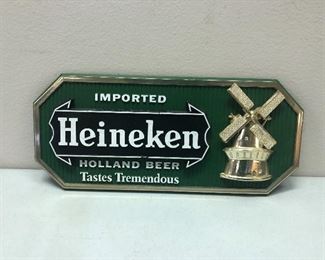 IMPORTED
Heineken
HOLLAND BEER
Tastes Tremendous